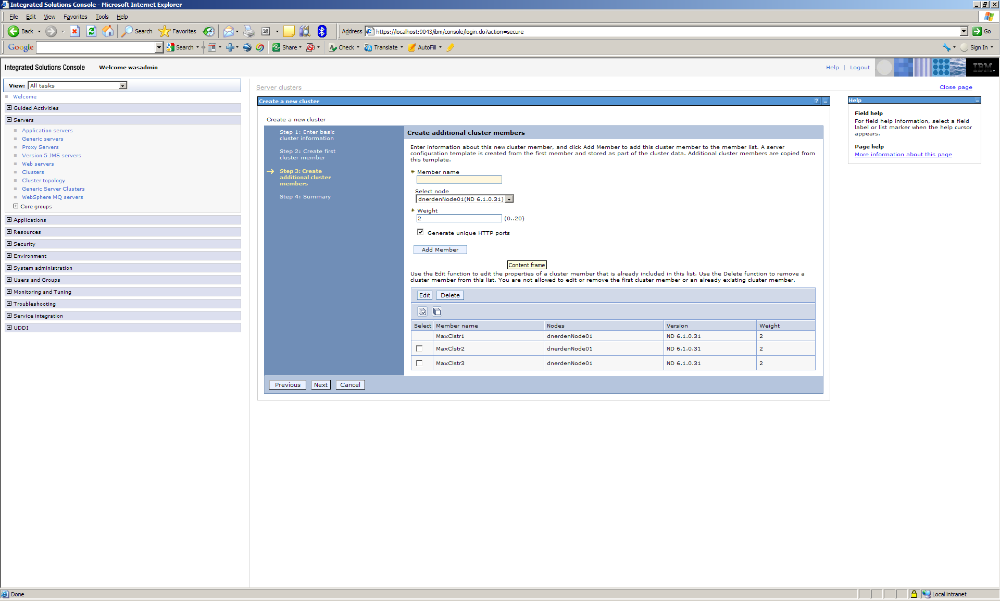 Integrated Solutions Console - Microsoft Internet Explorer
File Edit View Favorites Tools Help
Back Search Favorites Address https://localhost:9043/ibm/console/login.do?action=secure Go
Google Search Share Check Translate AutoFill Sign In
Integrated Solutions Console Welcome wasadmin Help | Logout IBM.
View: All tasks
Welcome
Guided Activities
Servers
Application servers
Generic servers
Proxy Servers
Version 5 JMS servers
Web servers
Clusters
Cluster topology
Generic Server Clusters
WebSphere MQ servers
Core groups
Applications
Resources
Security
Environment
System administration
Users and Groups
Monitoring and Tuning
Troubleshooting
Service integration
UDDI
Server clusters Close page
Create a new cluster ?
Create a new cluster
Step 1: Enter basic
cluster information
Step 2: Create first
cluster member
Step 3: Create
additional cluster
members
Step 4: Summary
Create additional cluster members
Enter information about this new cluster member, and click Add Member to add this cluster member to the member list. A server
configuration template is created from the first member and stored as part of the cluster data. Additional cluster members are copied from
this template.
* Member name
Select node
dnerdenNode01(ND 6.1.0.31)
* Weight
2 (0..20)
Generate unique HTTP ports
Add Member
Content frame
Use the Edit function to edit the properties of a cluster member that is already included in this list. Use the Delete function to remove a
cluster member from this list. You are not allowed to edit or remove the first cluster member or an already existing cluster member.
Edit Delete
Select Member name Nodes Version Weight
MaxClstr1 dnerdenNode01 ND 6.1.0.31 2
MaxClstr2 dnerdenNode01 ND 6.1.0.31 2
MaxClstr3 dnerdenNode01 ND 6.1.0.31 2
Previous Next Cancel
Help
Field help
For field help information, select a field
label or list marker when the help cursor
appears.
Page help
More information about this page
Done Local intranet